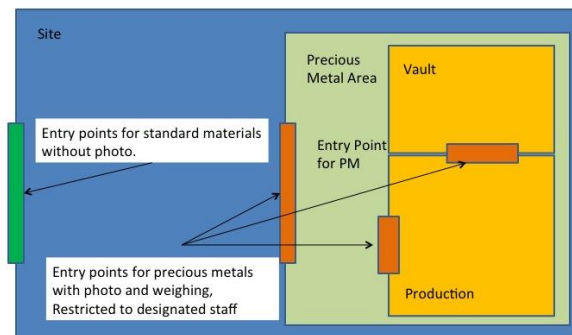 Site
Precious
Metal Area
Vault
Entry points for standard materials
without photo.
Entry Point
for PM
Entry points for precious metals
with photo and weighing,
Restricted to designated staff
Production